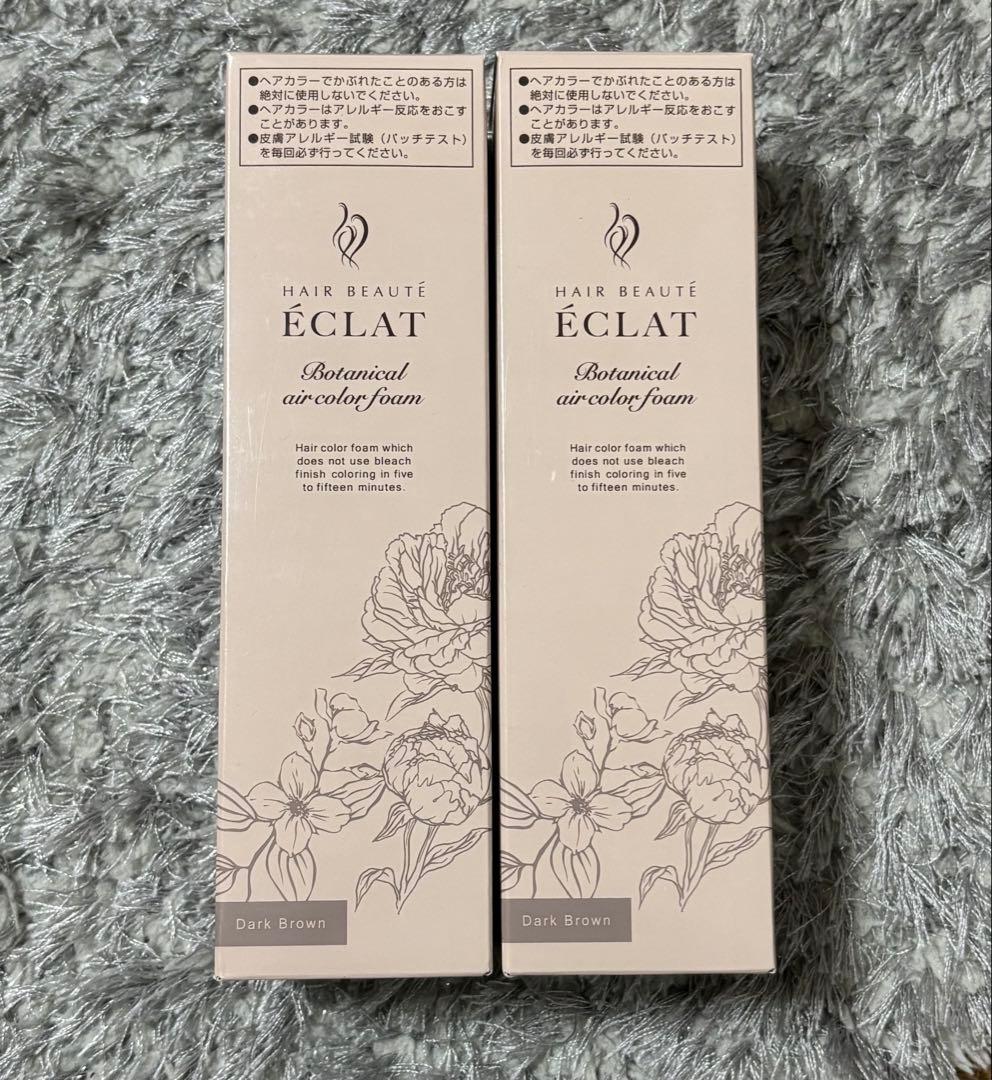 ●ヘアカラーでかぶれたことのある方は
絶対に使用しないでください。
●ヘアカラーはアレルギー反応をおこす
ことがあります。
●皮膚アレルギー試験（パッチテスト）
を毎回必ず行ってください。
HAIR BEAUTÉ
ÉCLAT
Botanical
air color foam
Hair color foam which
does not use bleach
finish coloring in five
to fifteen minutes.
Dark Brown
●ヘアカラーでかぶれたことのある方は
絶対に使用しないでください。
●ヘアカラーはアレルギー反応をおこす
ことがあります。
●皮膚アレルギー試験（パッチテスト）
を毎回必ず行ってください。
HAIR BEAUTÉ
ÉCLAT
Botanical
air color foam
Hair color foam which
does not use bleach
finish coloring in five
to fifteen minutes.
Dark Brown